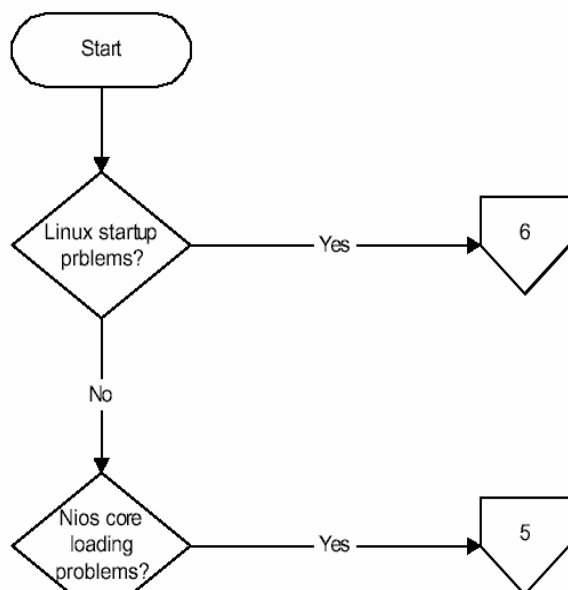 Start
Linux startup
prblems?
Yes
6
No
Nios core
loading
problems?
Yes
5